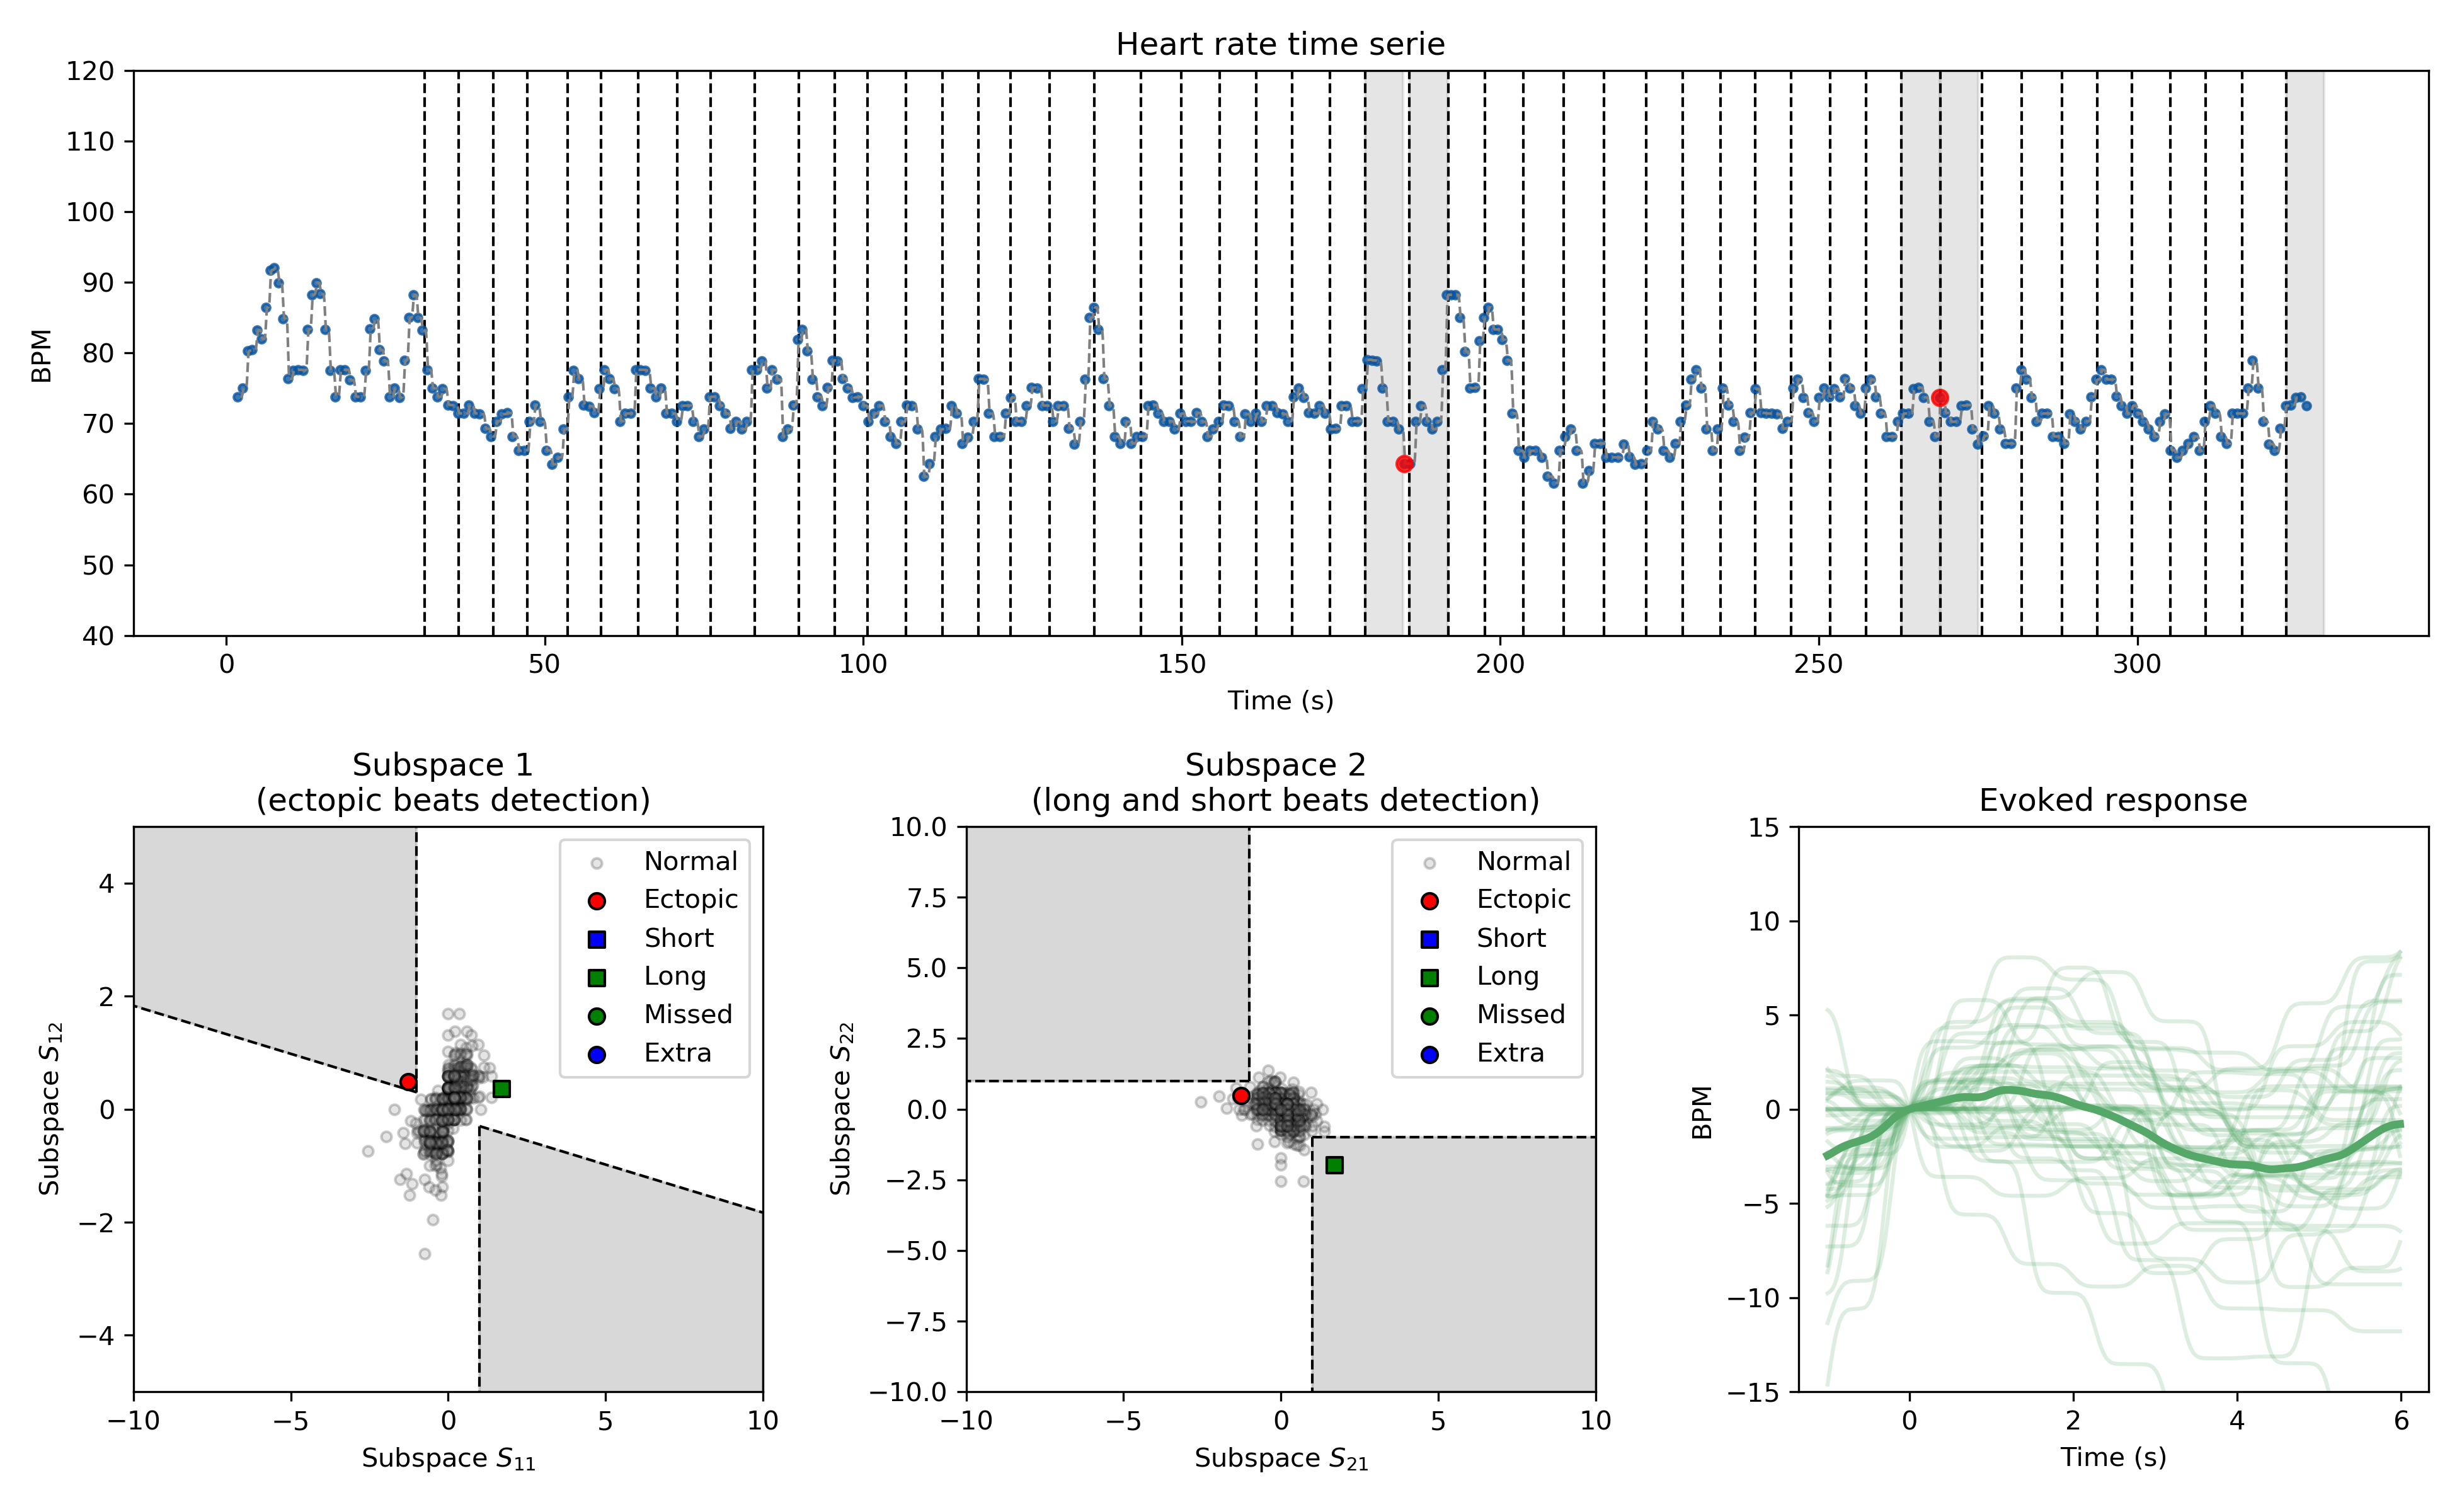 Heart rate time serie
120
110
100
90
80
70
60
50
40
BPM
0
50
100
150
200
250
300
Time (s)
Subspace 1
(ectopic beats detection)
4
2
0
−2
−4
Subspace S₁₂
Normal
Ectopic
Short
Long
Missed
Extra
−10
−5
0
5
10
Subspace S₁₁
Subspace 2
(long and short beats detection)
10.0
7.5
5.0
2.5
0.0
−2.5
−5.0
−7.5
−10.0
Subspace S₂₂
Normal
Ectopic
Short
Long
Missed
Extra
−10
−5
0
5
10
Subspace S₂₁
Evoked response
15
10
5
0
−5
−10
−15
BPM
0
2
4
6
Time (s)